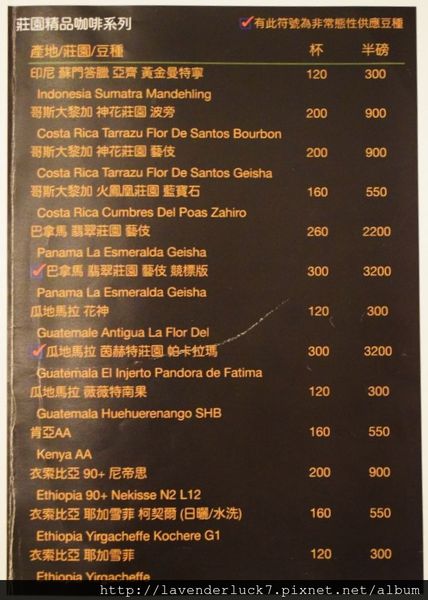 莊園精品咖啡系列 ✓有此符號為非常態性供應豆種
產地/莊園/豆種 杯 半磅
印尼 蘇門答臘 亞齊 黃金曼特寧 120 300
Indonesia Sumatra Mandehling
哥斯大黎加 神花莊園 波旁 200 900
Costa Rica Tarrazu Flor De Santos Bourbon
哥斯大黎加 神花莊園 藝伎 200 900
Costa Rica Tarrazu Flor De Santos Geisha
哥斯大黎加 火鳳凰莊園 藍寶石 160 550
Costa Rica Cumbres Del Poas Zahiro
巴拿馬 翡翠莊園 藝伎 260 2200
Panama La Esmeralda Geisha
✓巴拿馬 翡翠莊園 藝伎 競標版 300 3200
Panama La Esmeralda Geisha
瓜地馬拉 花神 120 300
Guatemale Antigua La Flor Del
✓瓜地馬拉 茵赫特莊園 帕卡拉瑪 300 3200
Guatemala El Injerto Pandora de Fatima
瓜地馬拉 薇薇特南果 120 300
Guatemala Huehuerenango SHB
肯亞AA 160 550
Kenya AA
衣索比亞 90+ 尼帝思 200 900
Ethiopia 90+ Nekisse N2 L12
衣索比亞 耶加雪菲 柯契爾 (日曬/水洗) 160 550
Ethiopia Yirgacheffe Kochere G1
衣索比亞 耶加雪菲 120 300
Ethiopia Yirgacheffe
http://lavenderluck7.pixnet.net/album